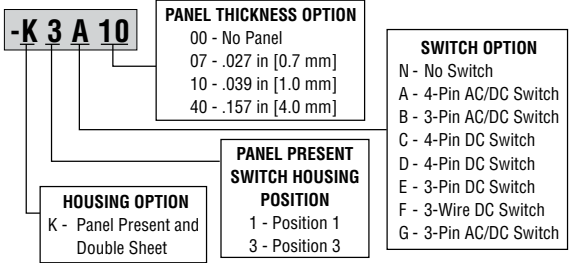 -K 3 A 10
PANEL THICKNESS OPTION
00 - No Panel
07 - .027 in [0.7 mm]
10 - .039 in [1.0 mm]
40 - .157 in [4.0 mm]
SWITCH OPTION
N - No Switch
A - 4-Pin AC/DC Switch
B - 3-Pin AC/DC Switch
C - 4-Pin DC Switch
D - 4-Pin DC Switch
E - 3-Pin DC Switch
F - 3-Wire DC Switch
G - 3-Pin AC/DC Switch
PANEL PRESENT
SWITCH HOUSING
POSITION
1 - Position 1
3 - Position 3
HOUSING OPTION
K - Panel Present and
Double Sheet